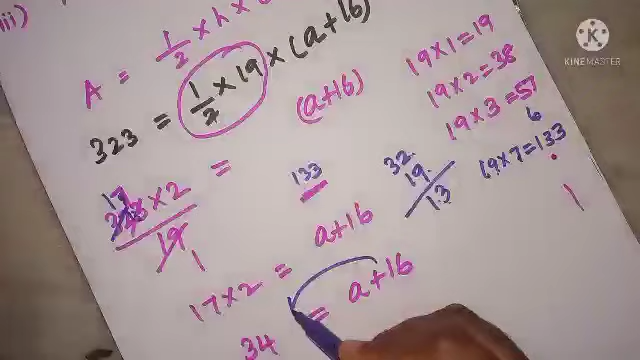 iii)
A = 1/2 × h × (
323 = 1/2 × 19 × (a+16)
323 × 2 / 19 = (a+16)
17
1
133
17×2 = a+16
34 = a+16
19×1=19
19×2=38
19×3=57
6
19×7=133
32
19
13
1
KINEMASTER